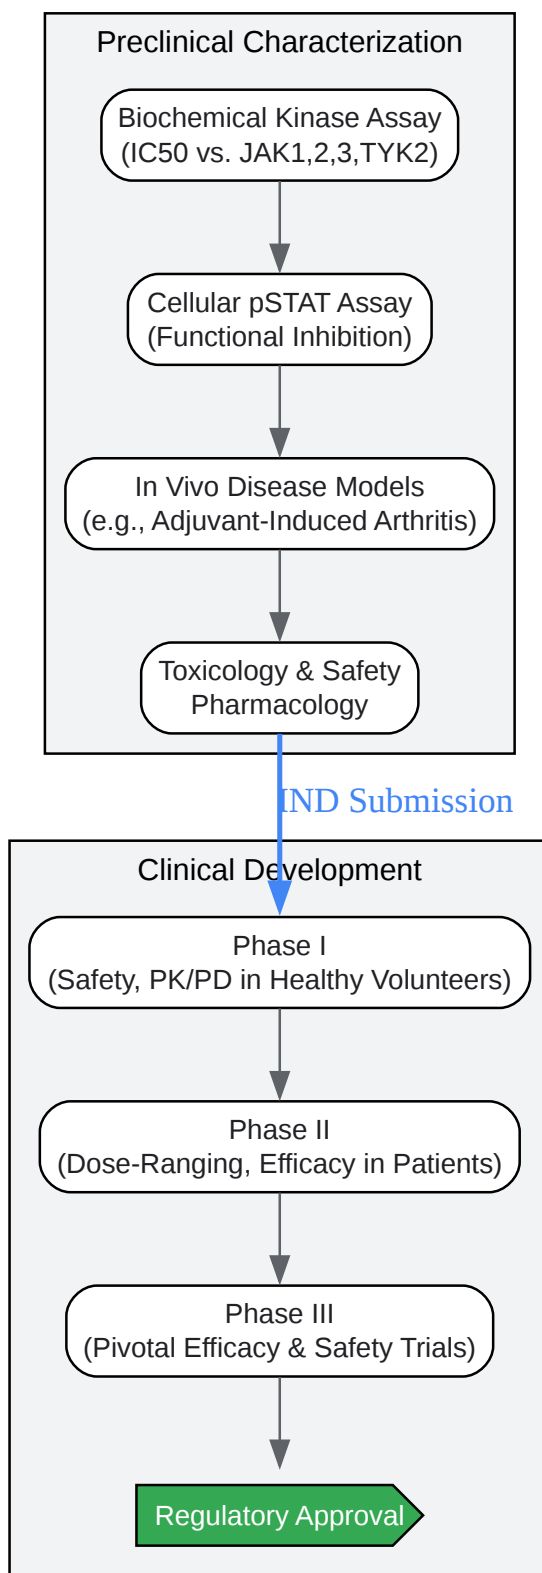 Preclinical Characterization
Biochemical Kinase Assay
(IC50 vs. JAK1,2,3,TYK2)
Cellular pSTAT Assay
(Functional Inhibition)
In Vivo Disease Models
(e.g., Adjuvant-Induced Arthritis)
Toxicology & Safety
Pharmacology
IND Submission
Clinical Development
Phase I
(Safety, PK/PD in Healthy Volunteers)
Phase II
(Dose-Ranging, Efficacy in Patients)
Phase III
(Pivotal Efficacy & Safety Trials)
Regulatory Approval